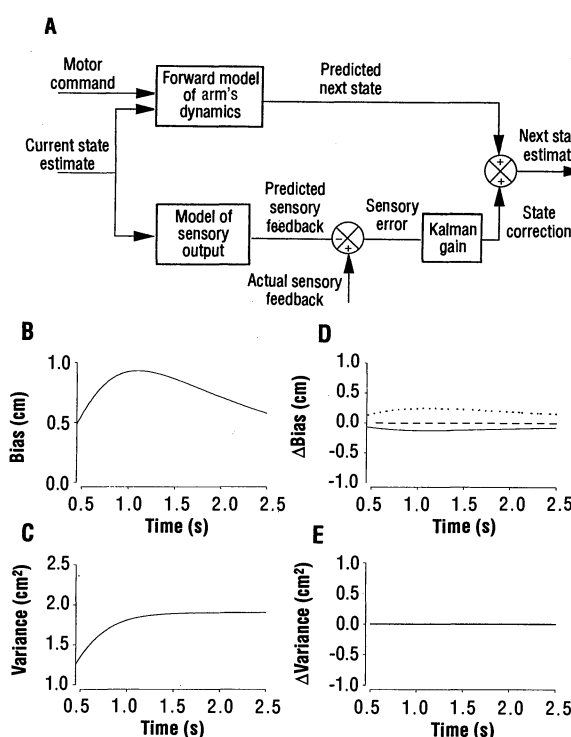 A
Motor
command
Forward model
of arm's
dynamics
Predicted
next state
Current state
estimate
Next sta
estimat
Model of
sensory
output
Predicted
sensory
feedback
Sensory
error
Kalman
gain
State
correction
Actual sensory
feedback
+
+
−
+
B
Bias (cm)
1.0
0.5
0.0
0.5 1.0 1.5 2.0 2.5
Time (s)
D
ΔBias (cm)
1.0
0.5
0.0
-0.5
-1.0
0.5 1.0 1.5 2.0 2.5
Time (s)
C
Variance (cm²)
2.5
2.0
1.5
1.0
0.5 1.0 1.5 2.0 2.5
Time (s)
E
ΔVariance (cm²)
1.0
0.5
0.0
-0.5
-1.0
0.5 1.0 1.5 2.0 2.5
Time (s)